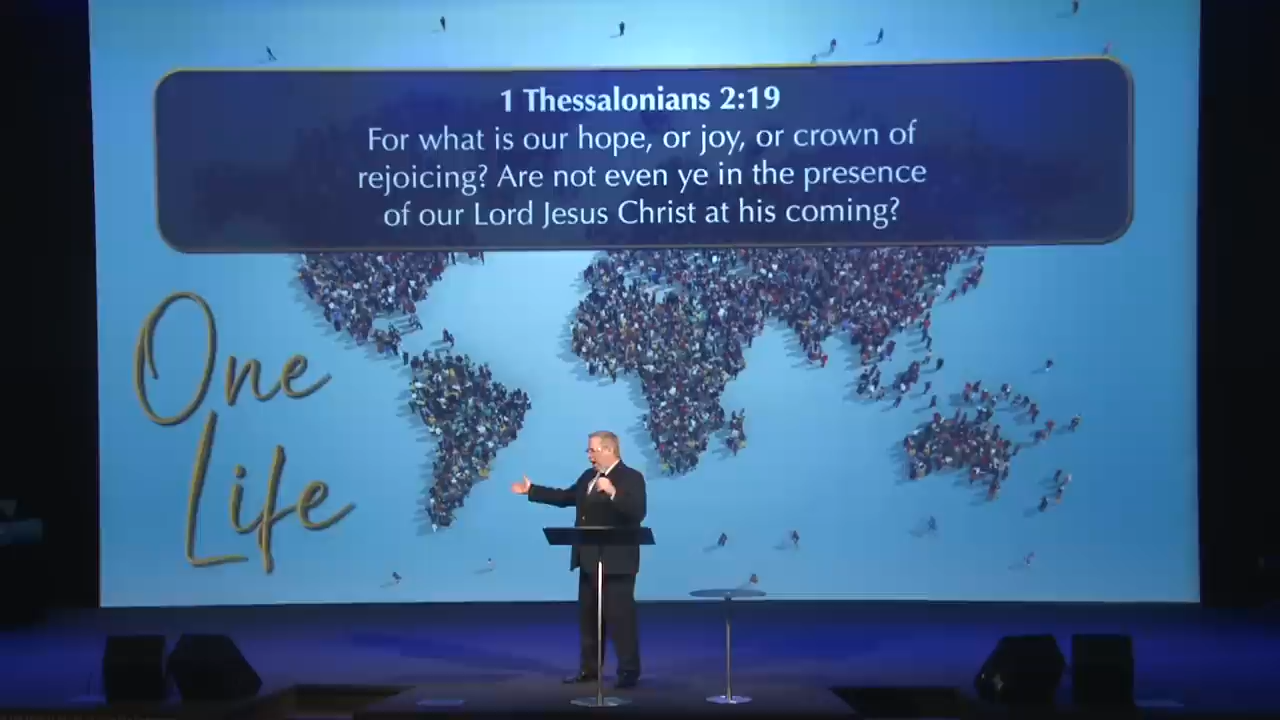 1 Thessalonians 2:19
For what is our hope, or joy, or crown of
rejoicing? Are not even ye in the presence
of our Lord Jesus Christ at his coming?
One
Life